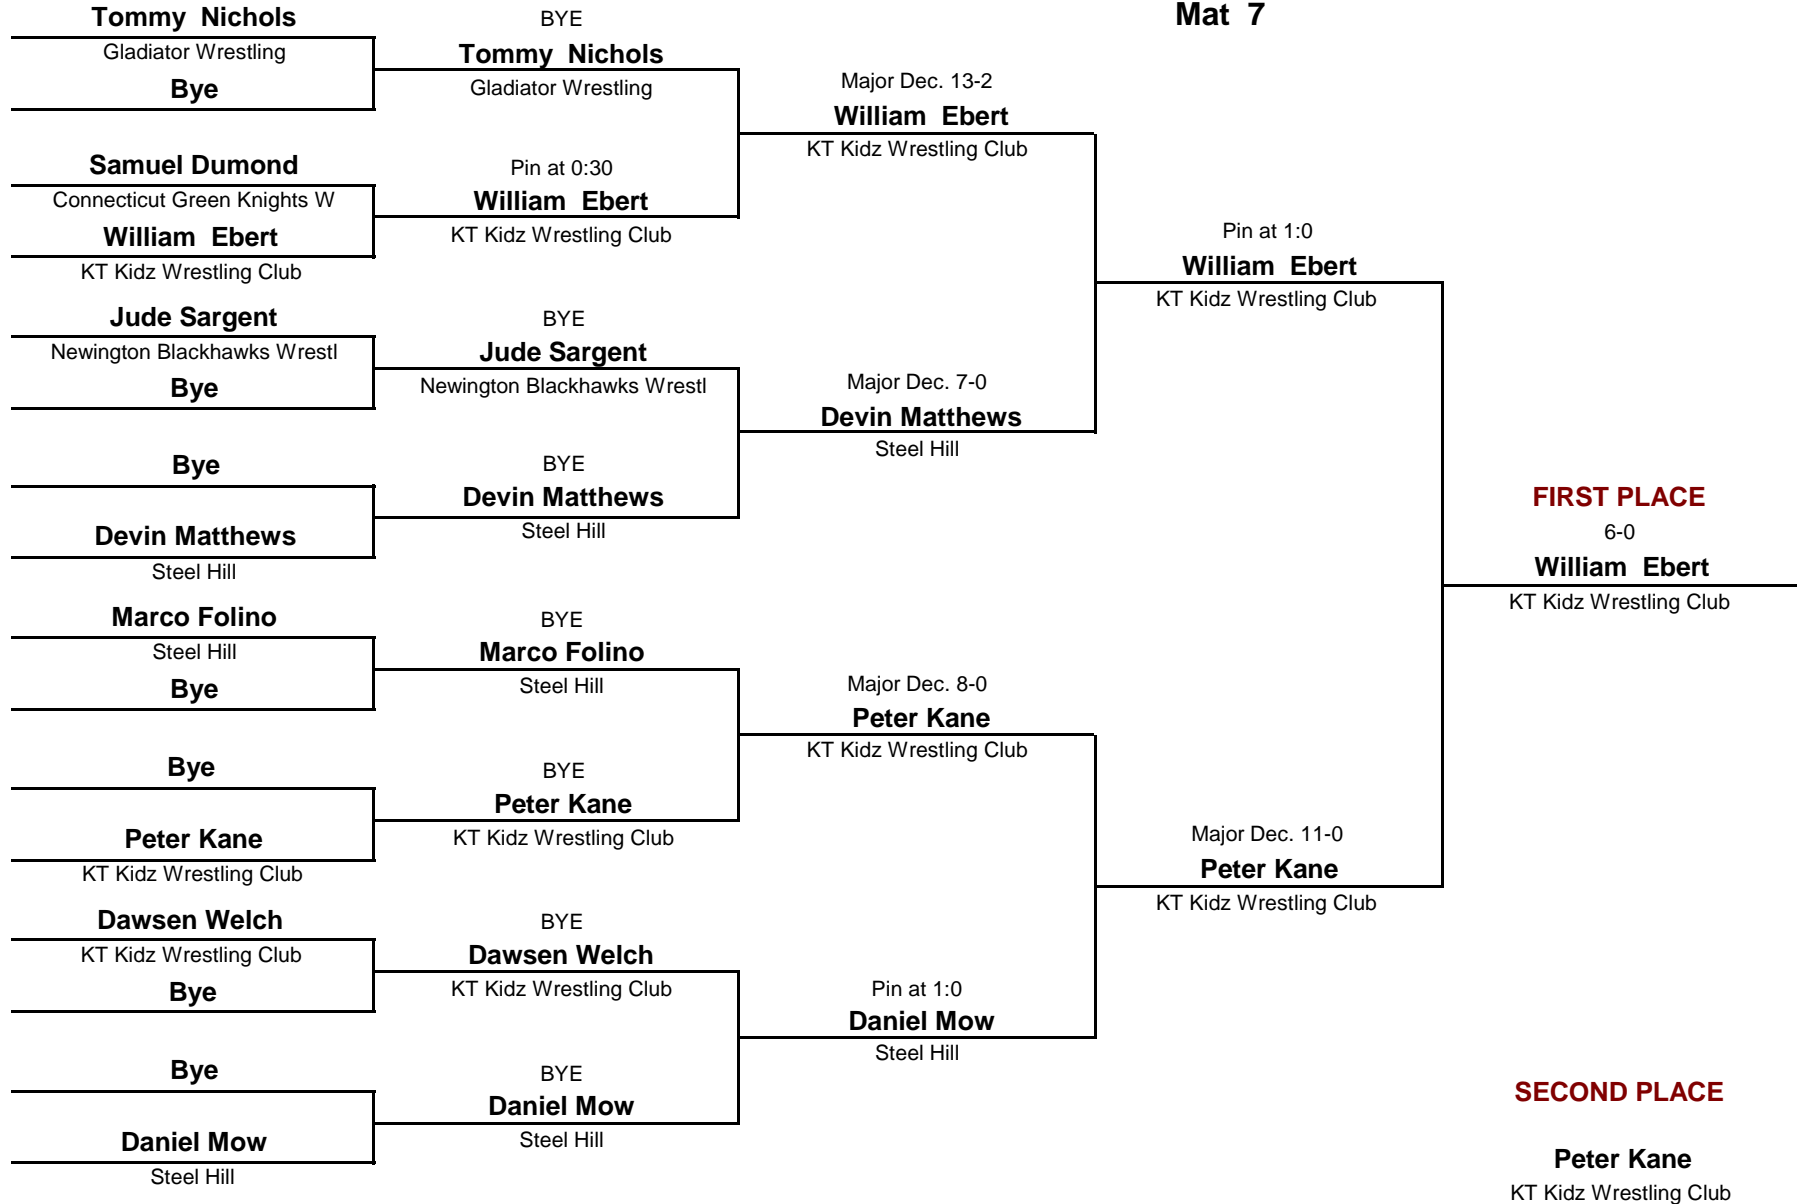 Mat 7
Tommy Nichols
Gladiator Wrestling
Bye
Samuel Dumond
Connecticut Green Knights W
William Ebert
KT Kidz Wrestling Club
Jude Sargent
Newington Blackhawks Wrestl
Bye
Bye
Devin Matthews
Steel Hill
Marco Folino
Steel Hill
Bye
Bye
Peter Kane
KT Kidz Wrestling Club
Dawsen Welch
KT Kidz Wrestling Club
Bye
Bye
Daniel Mow
Steel Hill
BYE
Tommy Nichols
Gladiator Wrestling
Pin at 0:30
William Ebert
KT Kidz Wrestling Club
BYE
Jude Sargent
Newington Blackhawks Wrestl
BYE
Devin Matthews
Steel Hill
BYE
Marco Folino
Steel Hill
BYE
Peter Kane
KT Kidz Wrestling Club
BYE
Dawsen Welch
KT Kidz Wrestling Club
BYE
Daniel Mow
Steel Hill
Major Dec. 13-2
William Ebert
KT Kidz Wrestling Club
Major Dec. 7-0
Devin Matthews
Steel Hill
Major Dec. 8-0
Peter Kane
KT Kidz Wrestling Club
Pin at 1:0
Daniel Mow
Steel Hill
Pin at 1:0
William Ebert
KT Kidz Wrestling Club
Major Dec. 11-0
Peter Kane
KT Kidz Wrestling Club
FIRST PLACE
6-0
William Ebert
KT Kidz Wrestling Club
SECOND PLACE
Peter Kane
KT Kidz Wrestling Club